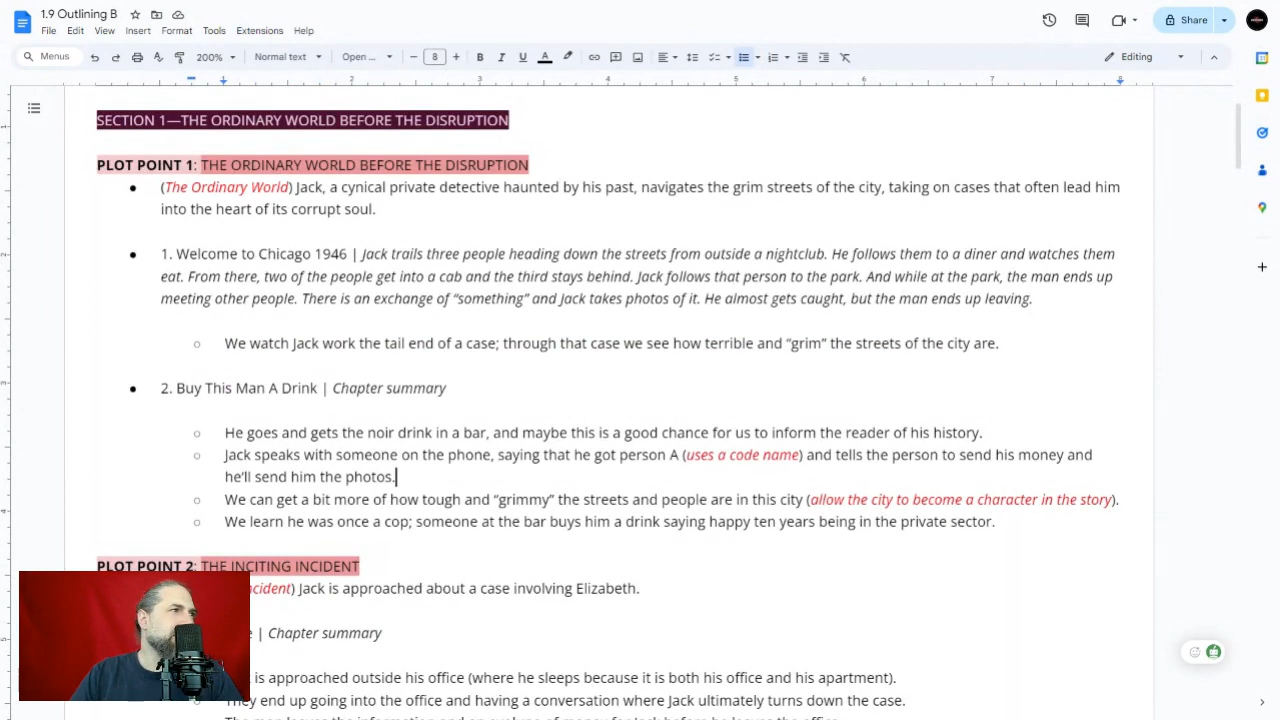 1.9 Outlining B
File Edit View Insert Format Tools Extensions Help
Share
Menus 200% Normal text Open ... 8 B I U A Editing
2 3 4 5 6 7
SECTION 1—THE ORDINARY WORLD BEFORE THE DISRUPTION
PLOT POINT 1: THE ORDINARY WORLD BEFORE THE DISRUPTION
● (The Ordinary World) Jack, a cynical private detective haunted by his past, navigates the grim streets of the city, taking on cases that often lead him
into the heart of its corrupt soul.
● 1. Welcome to Chicago 1946 | Jack trails three people heading down the streets from outside a nightclub. He follows them to a diner and watches them
eat. From there, two of the people get into a cab and the third stays behind. Jack follows that person to the park. And while at the park, the man ends up
meeting other people. There is an exchange of “something” and Jack takes photos of it. He almost gets caught, but the man ends up leaving.
○ We watch Jack work the tail end of a case; through that case we see how terrible and “grim” the streets of the city are.
● 2. Buy This Man A Drink | Chapter summary
○ He goes and gets the noir drink in a bar, and maybe this is a good chance for us to inform the reader of his history.
○ Jack speaks with someone on the phone, saying that he got person A (uses a code name) and tells the person to send his money and
he'll send him the photos.
○ We can get a bit more of how tough and “grimmy” the streets and people are in this city (allow the city to become a character in the story).
○ We learn he was once a cop; someone at the bar buys him a drink saying happy ten years being in the private sector.
PLOT POINT 2: THE INCITING INCIDENT
) Jack is approached about a case involving Elizabeth.
| Chapter summary
is approached outside his office (where he sleeps because it is both his office and his apartment).
They end up going into the office and having a conversation where Jack ultimately turns down the case.